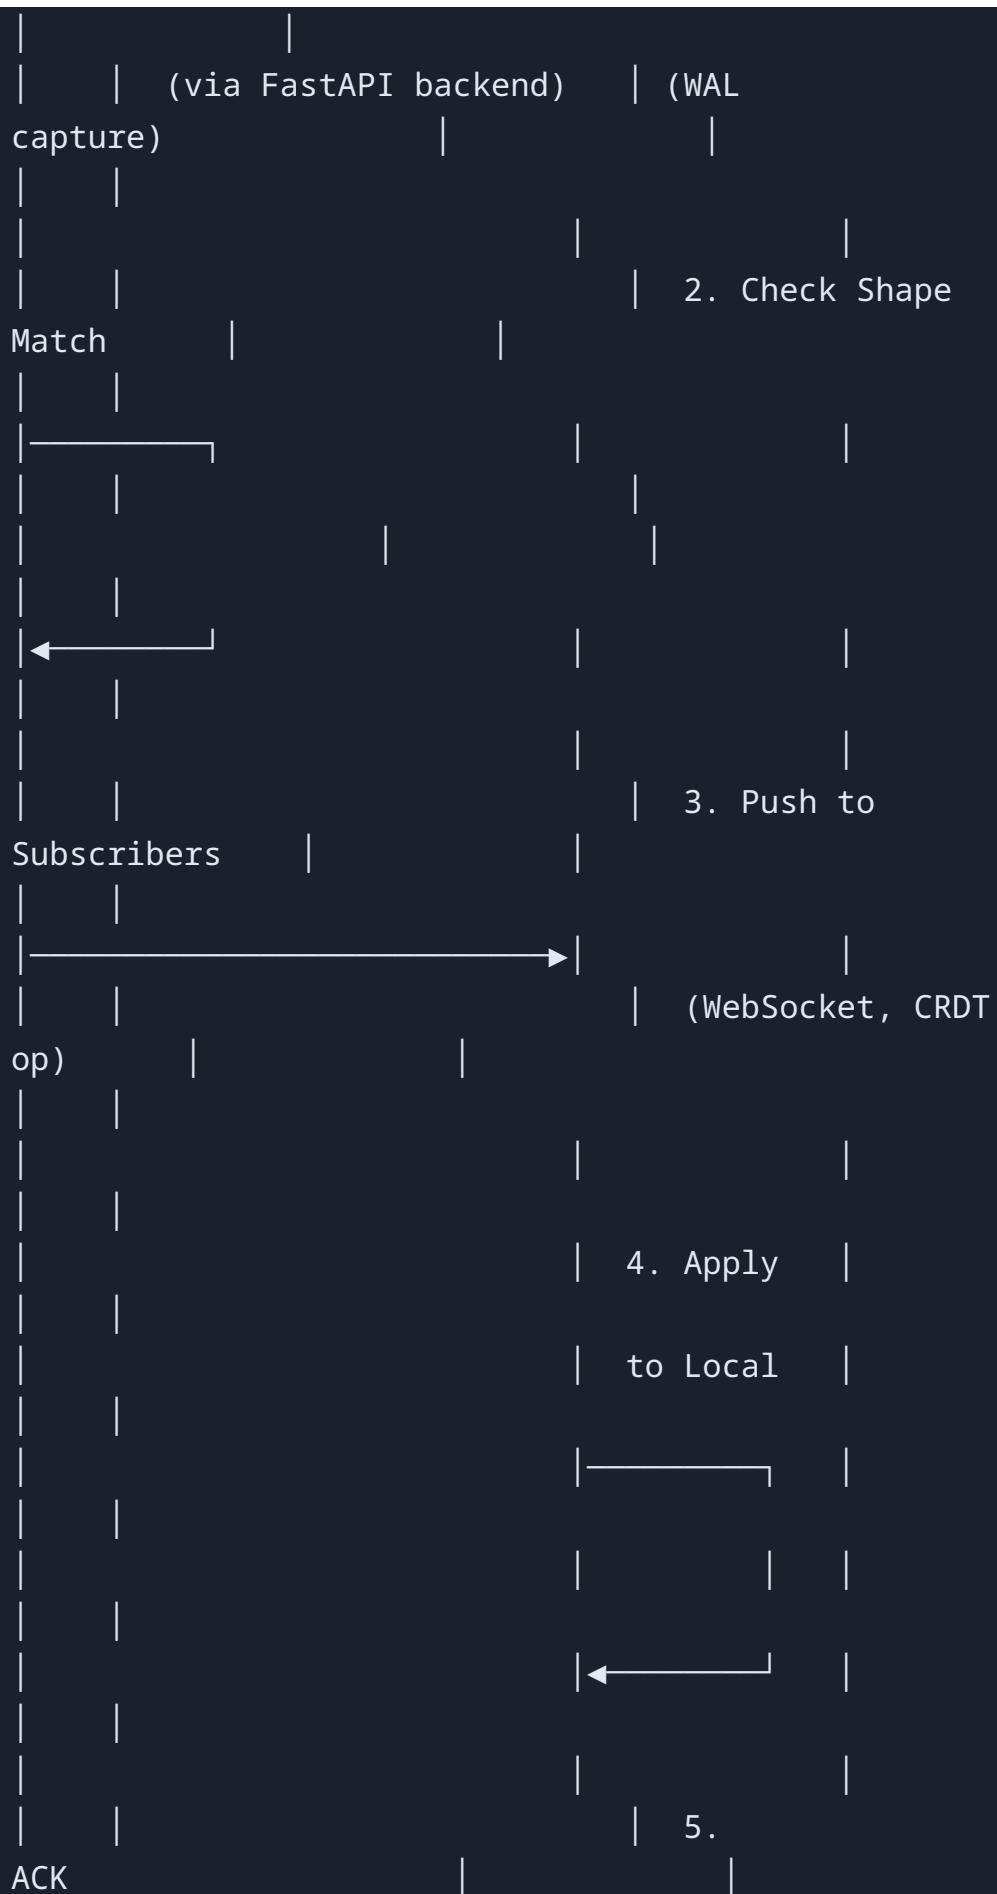 (via FastAPI backend) (WAL
capture)
2. Check Shape
Match
3. Push to
Subscribers
(WebSocket, CRDT
op)
4. Apply
to Local
5.
ACK